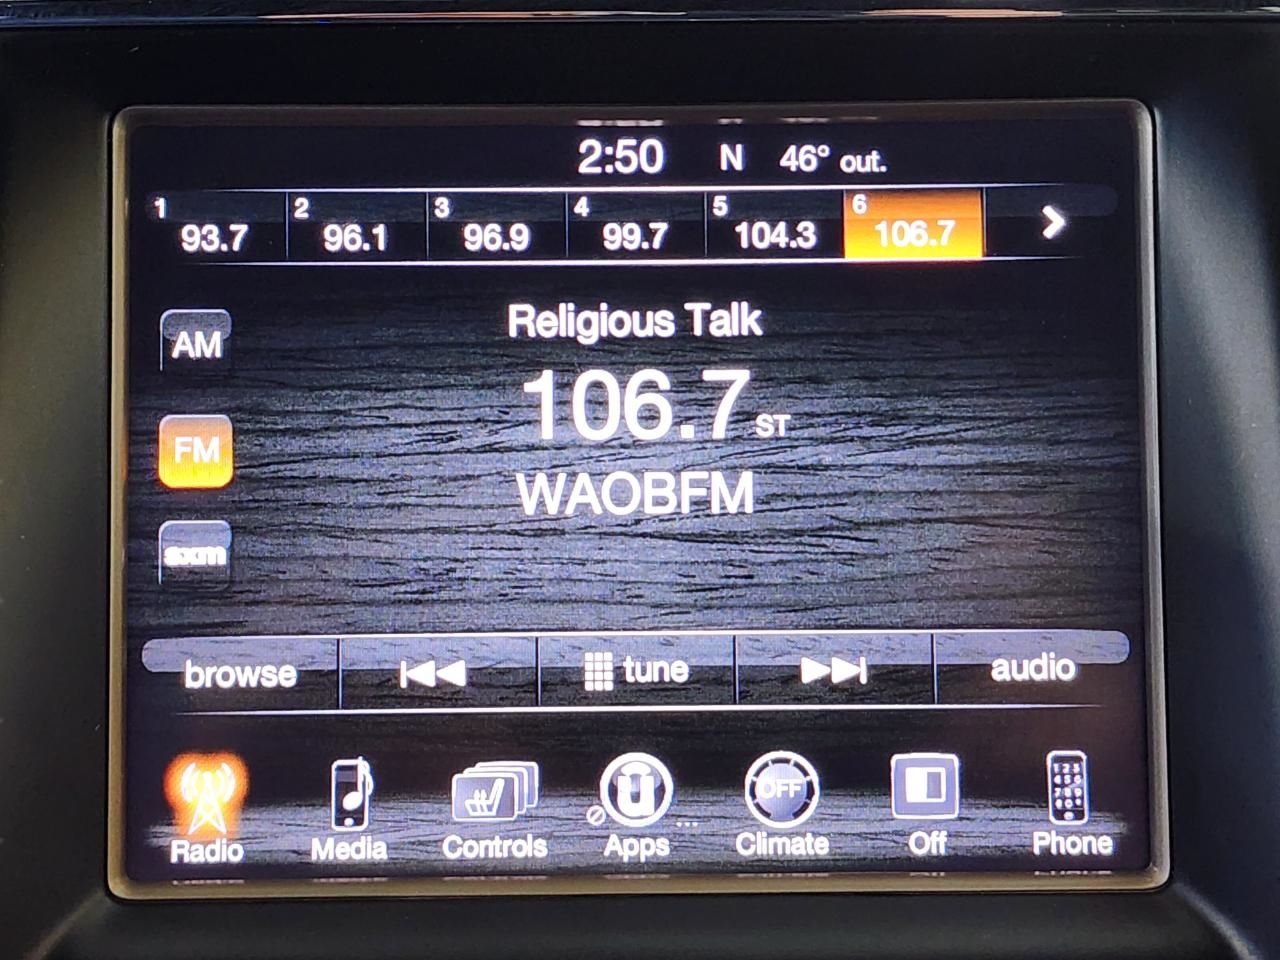 2:50 N 46° out.
1 2 3 4 5 6
93.7 96.1 96.9 99.7 104.3 106.7
AM
Religious Talk
106.7 ST
FM
WAOBFM
sxm
browse tune audio
OFF
Radio Media Controls Apps ... Climate Off Phone